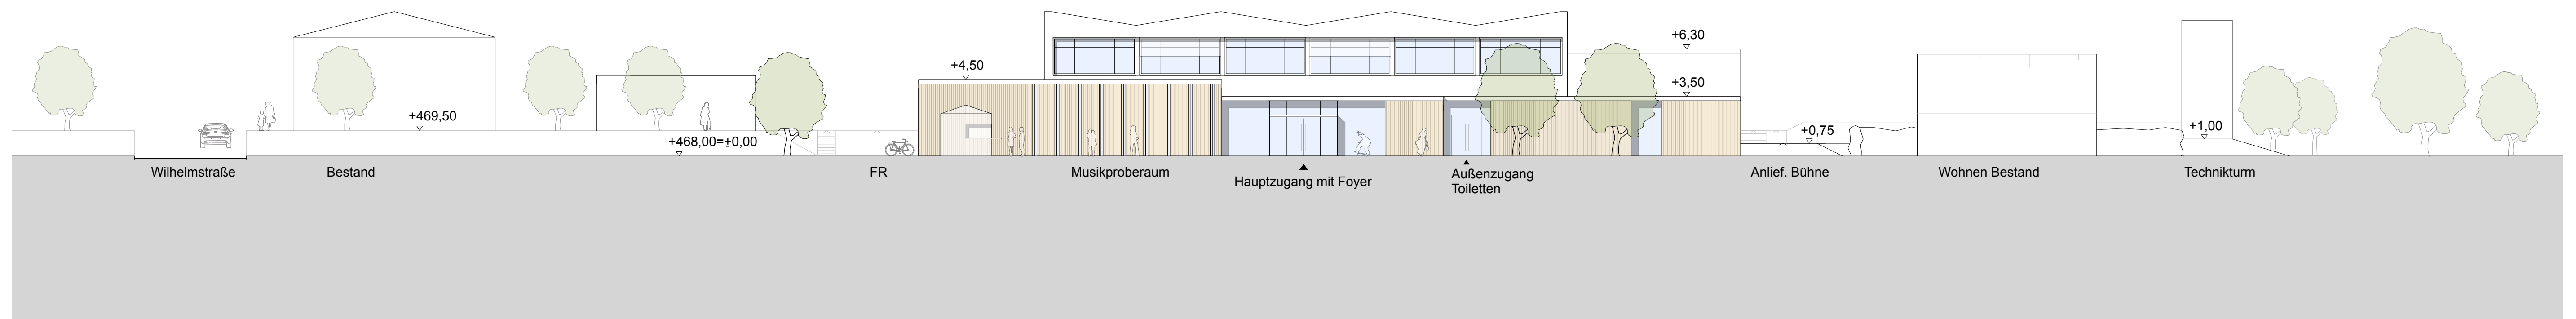 +6,30
+4,50
+3,50
+469,50
+468,00=±0,00
+0,75
+1,00
Wilhelmstraße
Bestand
FR
Musikproberaum
Hauptzugang mit Foyer
Außenzugang
Toiletten
Anlief. Bühne
Wohnen Bestand
Technikturm